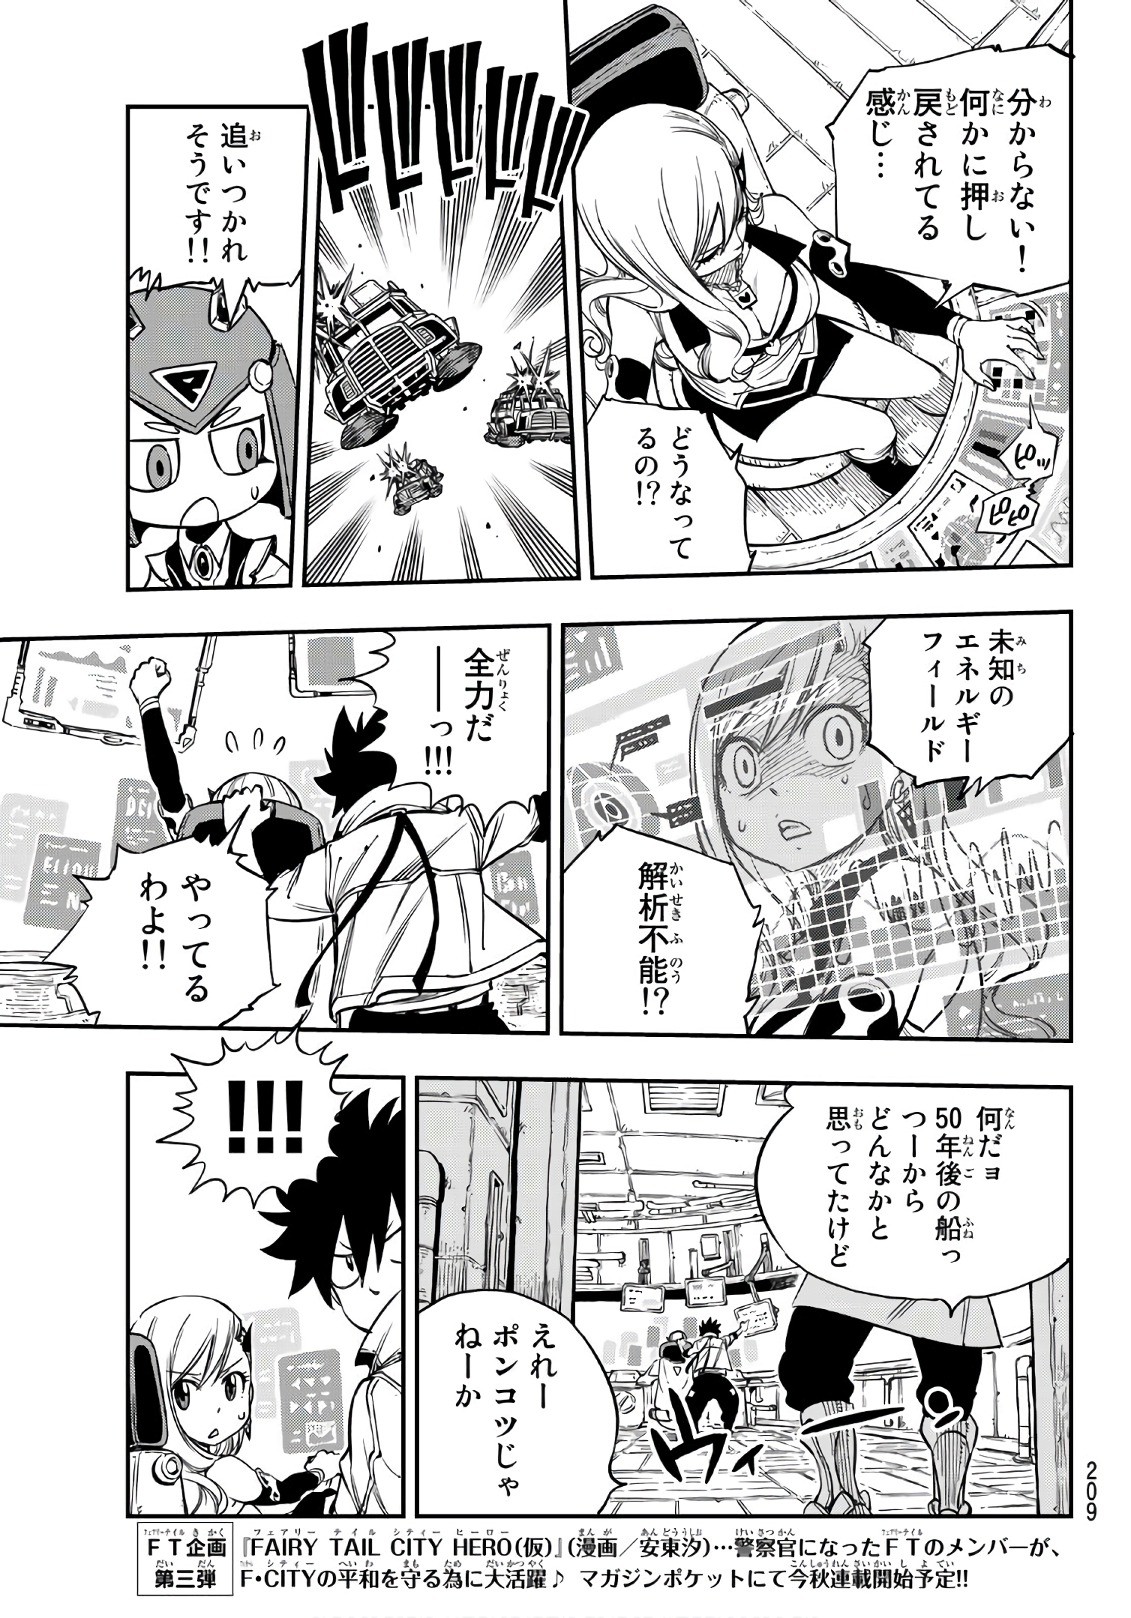 分からない！
何かに押し
戻されてる
感じ…
どうなって
るの!?
ピッ
ピピ
ドドドドド
追いつかれ
そうです!!
未知の
エネルギー
フィールド
解析不能!?
全力だ
ーーっ!!!
やってる
わよ!!
何だョ
50年後の船っ
つーから
どんなかと
思ってたけど
えれー
ポンコツじゃ
ねーか
ウィ
!!!
209
ＦＴ企画
第三弾
『FAIRY TAIL CITY HERO(仮)』(漫画／安東汐)…警察官になったＦＴのメンバーが、
F・CITYの平和を守る為に大活躍♪ マガジンポケットにて今秋連載開始予定!!